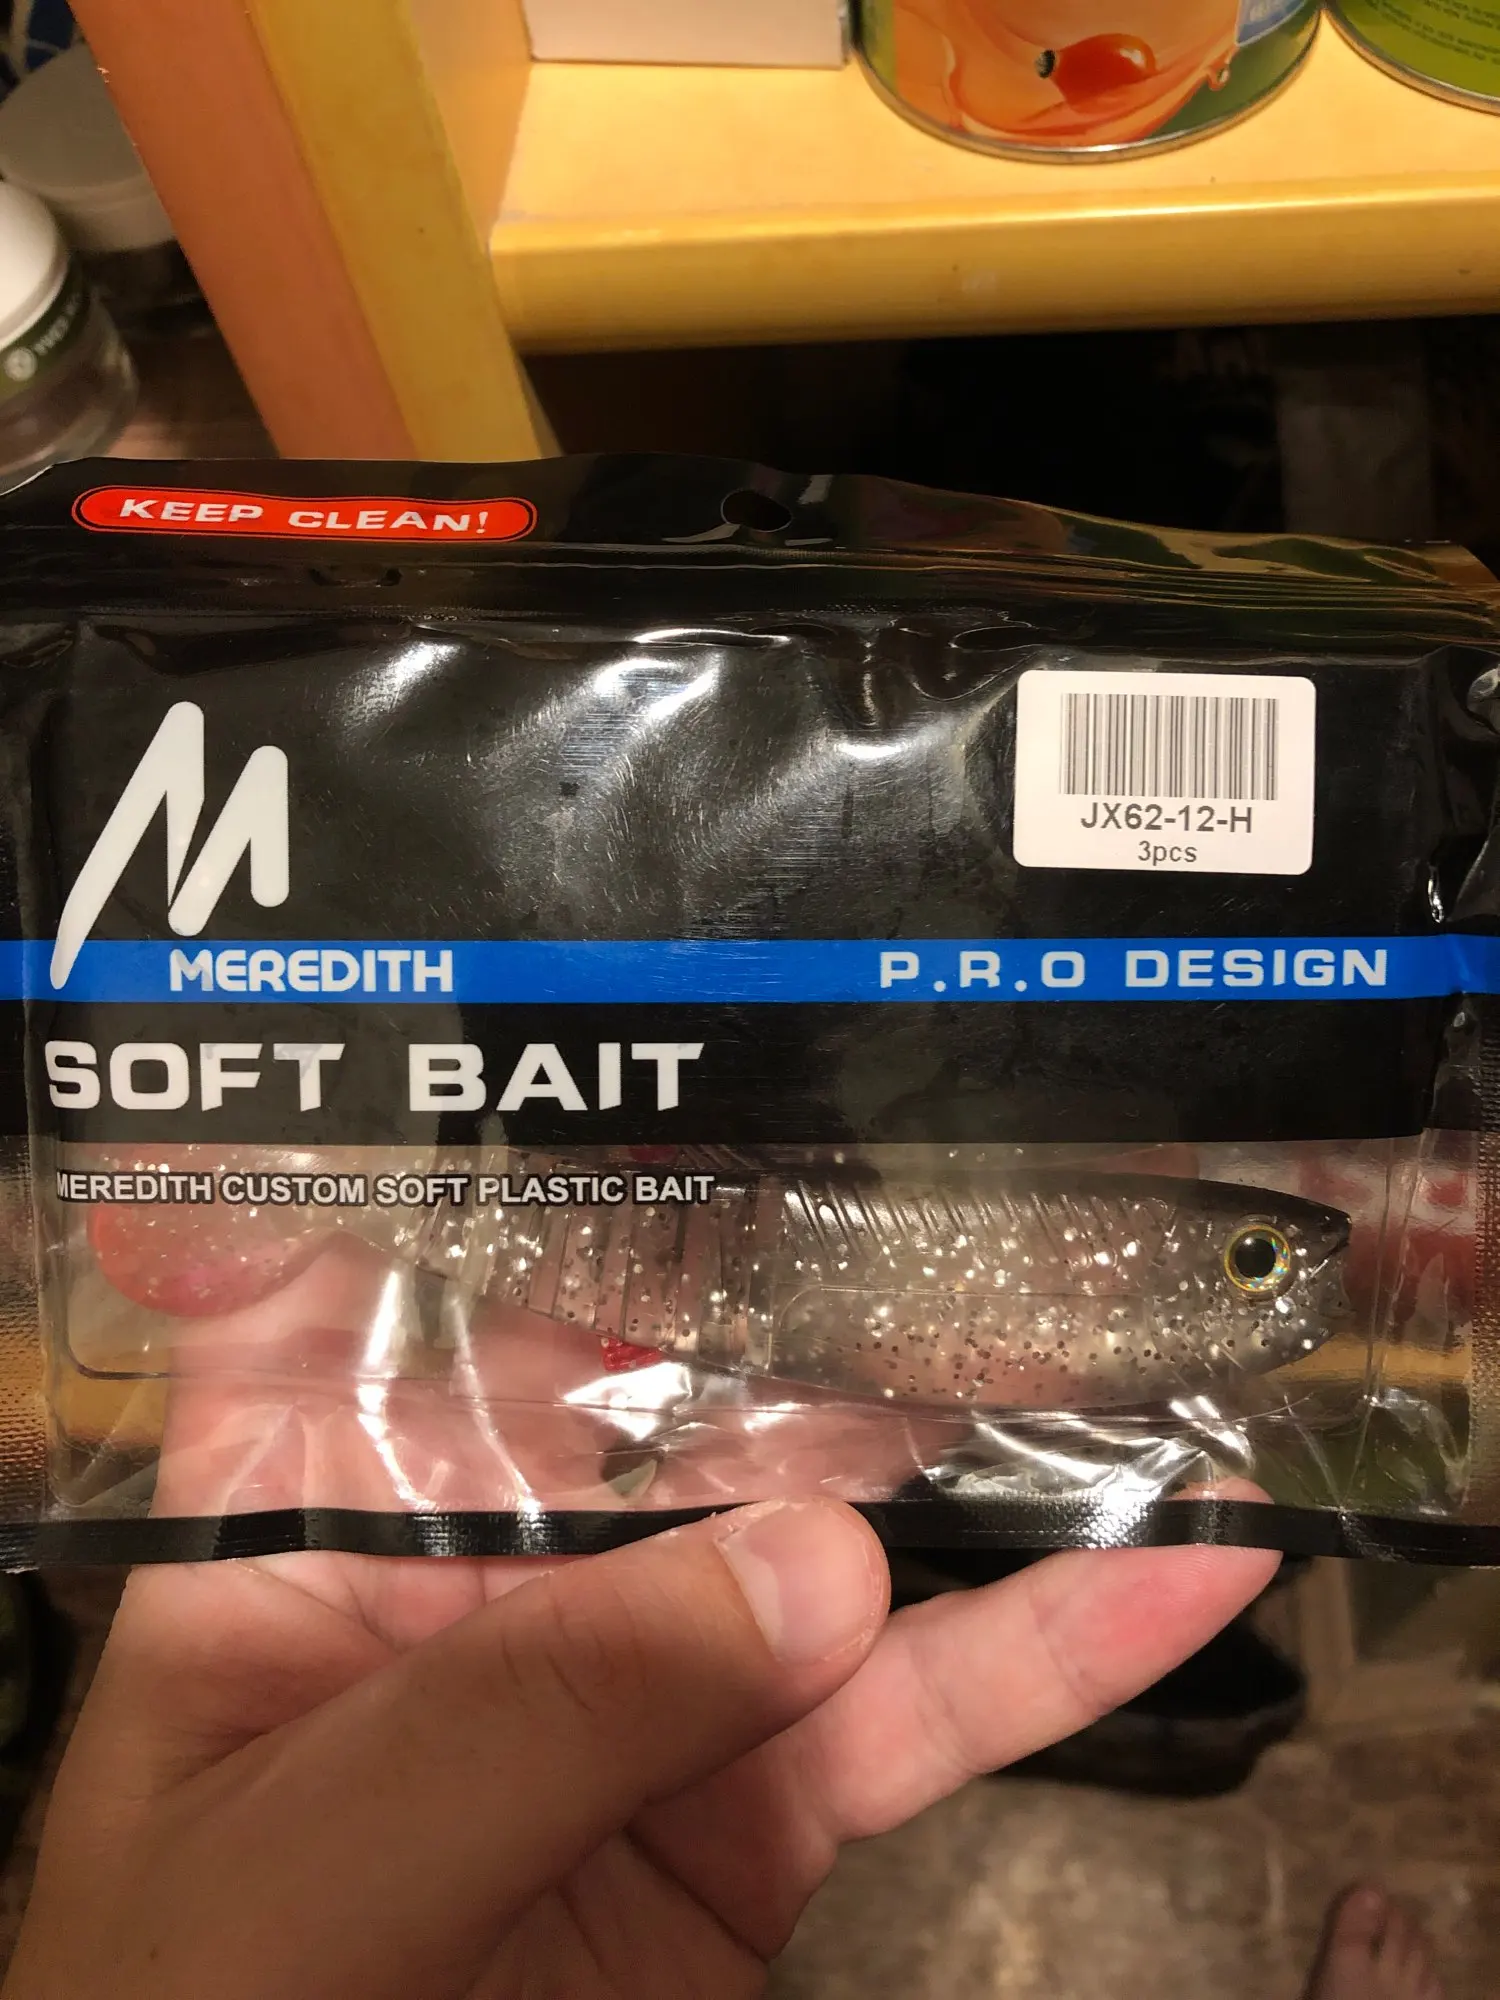 KEEP CLEAN!
JX62-12-H
3pcs
MEREDITH
P.R.O DESIGN
SOFT BAIT
MEREDITH CUSTOM SOFT PLASTIC BAIT